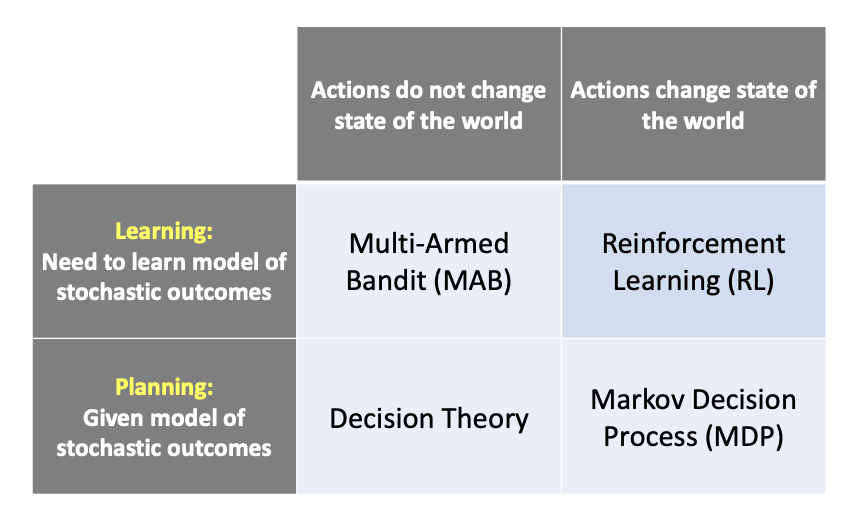 Actions do not change
state of the world
Actions change state of
the world
Learning:
Need to learn model of
stochastic outcomes
Multi-Armed
Bandit (MAB)
Reinforcement
Learning (RL)
Planning:
Given model of
stochastic outcomes
Decision Theory
Markov Decision
Process (MDP)